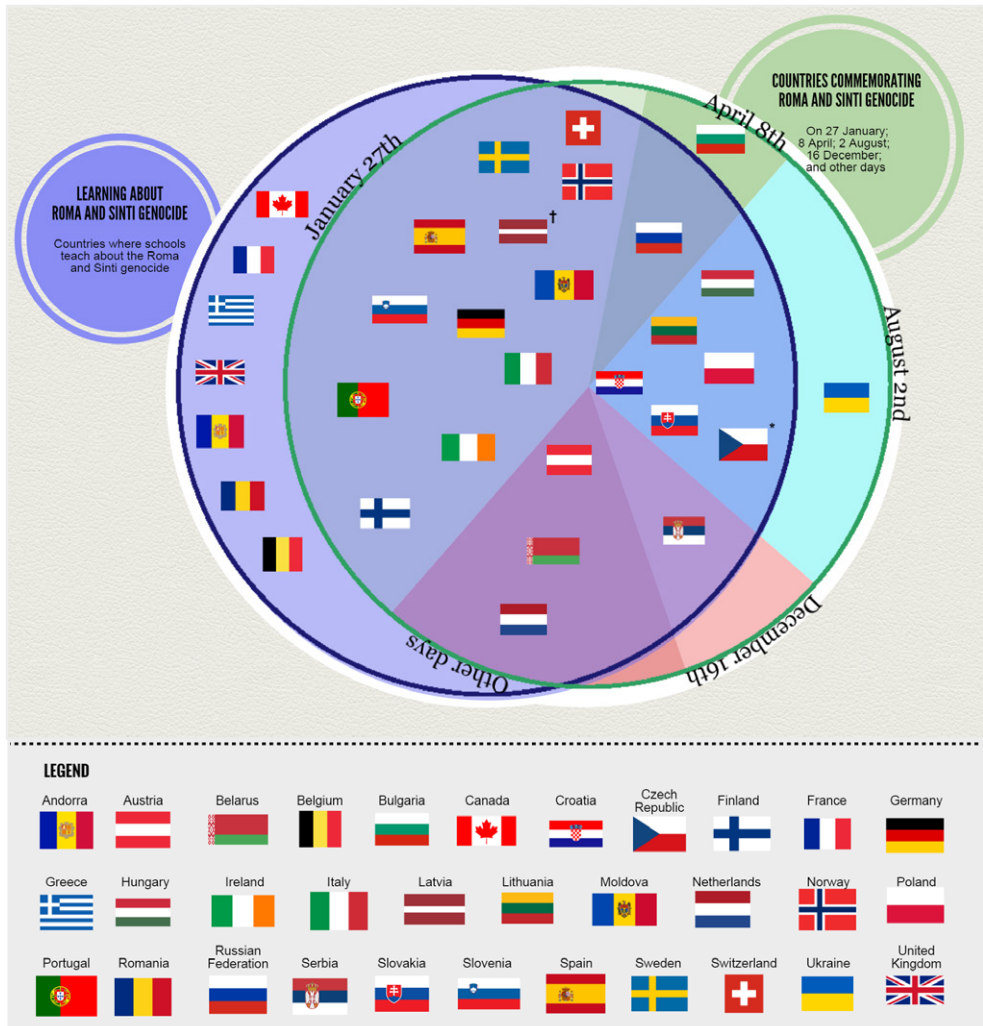 COUNTRIES COMMEMORATING
ROMA AND SINTI GENOCIDE
On 27 January;
8 April; 2 August;
16 December;
and other days
LEARNING ABOUT
ROMA AND SINTI GENOCIDE
Countries where schools
teach about the Roma
and Sinti genocide
January 27th
April 8th
August 2nd
December 16th
Other days
†
*
LEGEND
Andorra Austria Belarus Belgium Bulgaria Canada Croatia Czech Republic Finland France Germany
Greece Hungary Ireland Italy Latvia Lithuania Moldova Netherlands Norway Poland
Portugal Romania Russian Federation Serbia Slovakia Slovenia Spain Sweden Switzerland Ukraine United Kingdom